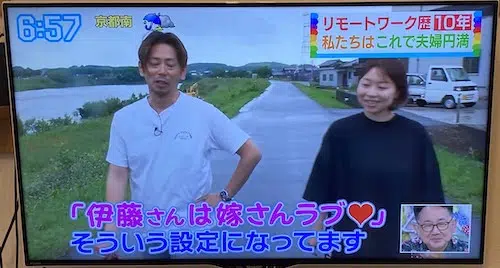 6:57
京都南
リモートワーク歴10年
私たちはこれで夫婦円満
「伊藤さんは嫁さんラブ♥」
そういう設定になってます